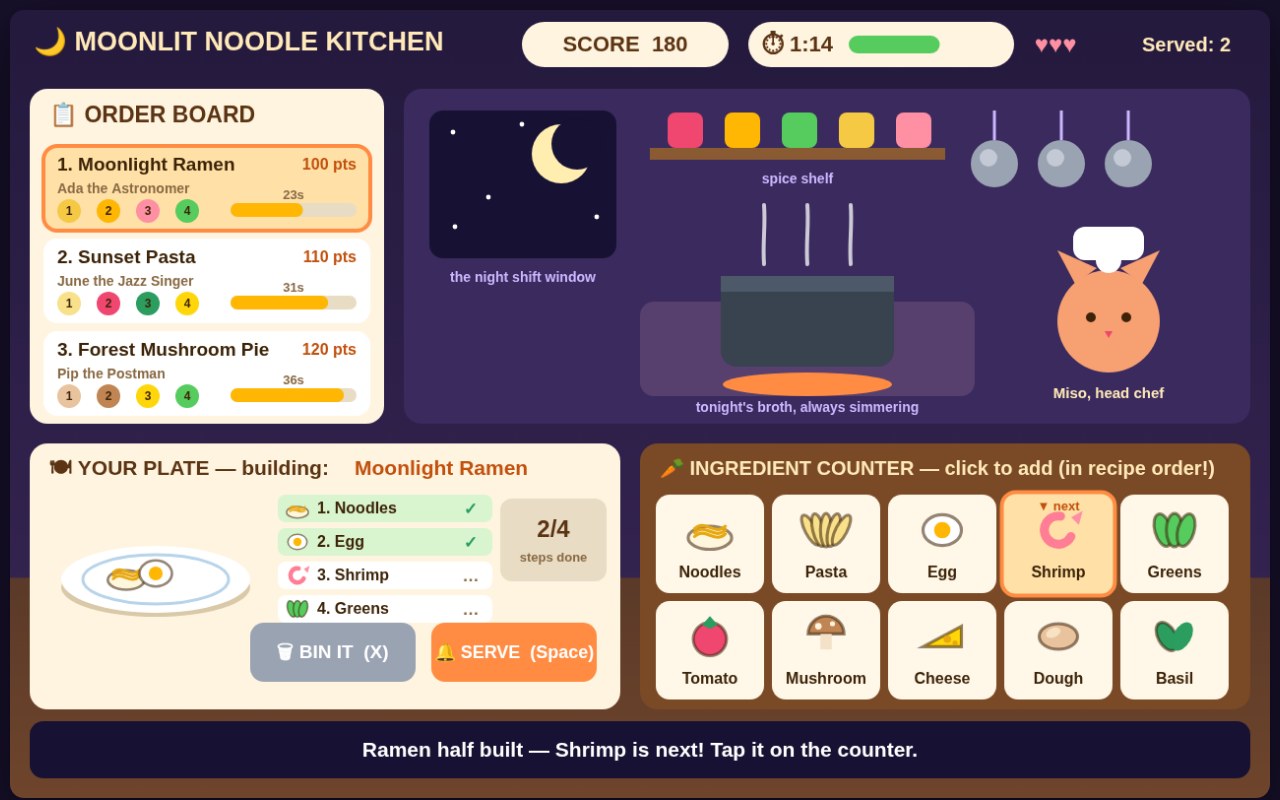 🌙 MOONLIT NOODLE KITCHEN
SCORE 180
⏱ 1:14
♥♥♥
Served: 2
📋 ORDER BOARD
1. Moonlight Ramen 100 pts
Ada the Astronomer
23s
1 2 3 4
2. Sunset Pasta 110 pts
June the Jazz Singer
31s
1 2 3 4
3. Forest Mushroom Pie 120 pts
Pip the Postman
36s
1 2 3 4
the night shift window
spice shelf
tonight's broth, always simmering
Miso, head chef
🍽 YOUR PLATE — building: Moonlight Ramen
1. Noodles ✓
2. Egg ✓
3. Shrimp ...
4. Greens ...
2/4
steps done
🗑 BIN IT (X)
🔔 SERVE (Space)
🥕 INGREDIENT COUNTER — click to add (in recipe order!)
▼ next
Noodles
Pasta
Egg
Shrimp
Greens
Tomato
Mushroom
Cheese
Dough
Basil
Ramen half built — Shrimp is next! Tap it on the counter.